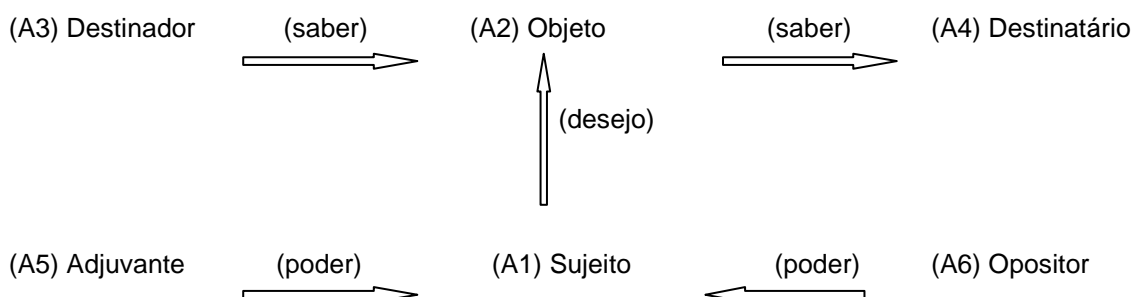 (A3) Destinador (saber) (A2) Objeto (saber) (A4) Destinatário
(desejo)
(A5) Adjuvante (poder) (A1) Sujeito (poder) (A6) Opositor